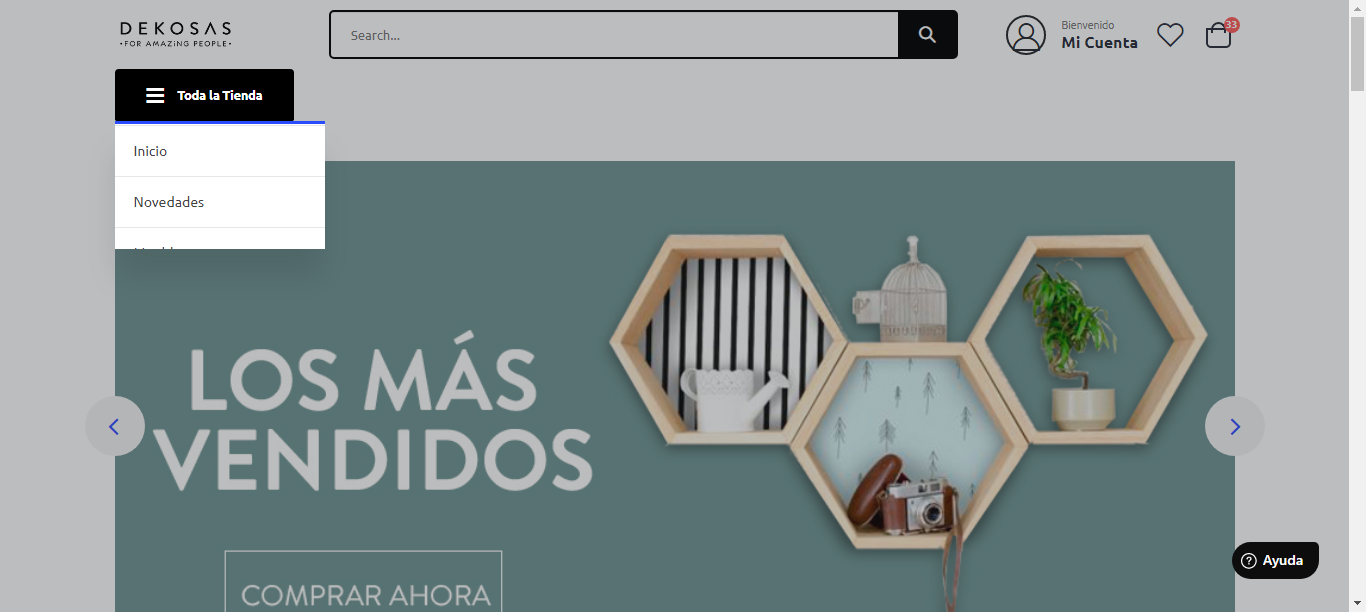 DEKOSAS
•FOR AMAZING PEOPLE•
Search...
Bienvenido
Mi Cuenta
33
Toda la Tienda
Inicio
Novedades
LOS MÁS
VENDIDOS
COMPRAR AHORA
Ayuda